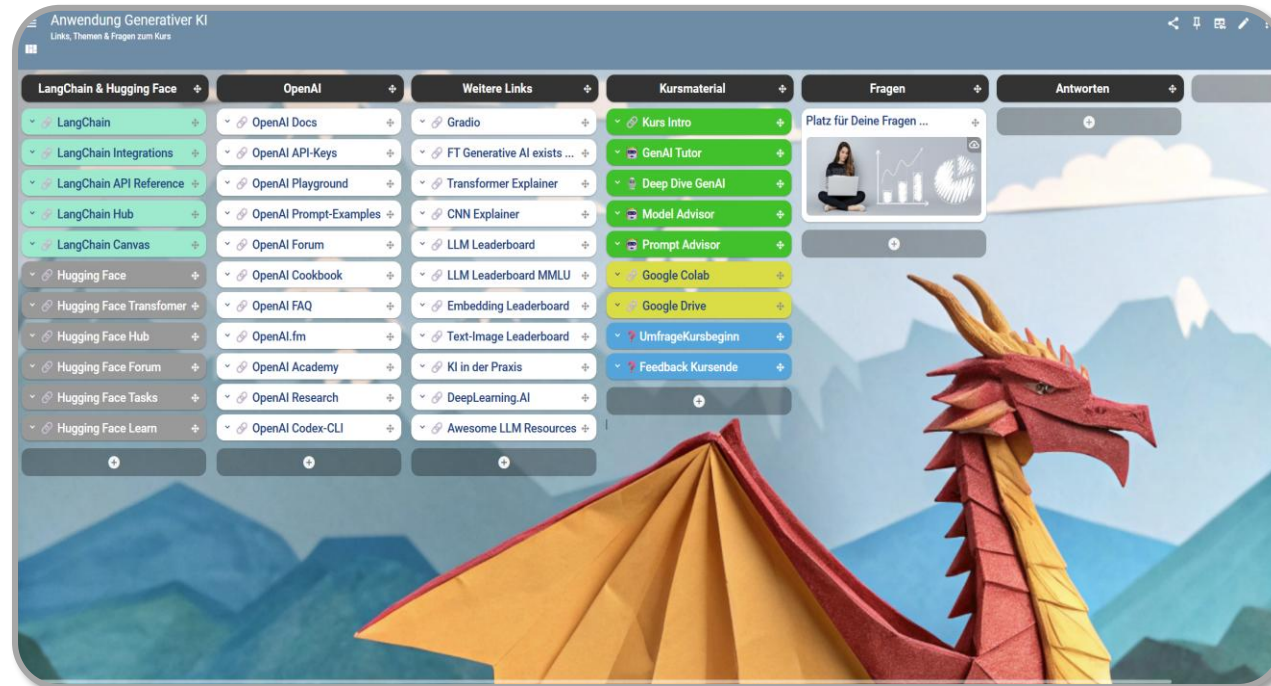 Anwendung Generativer KI
Links, Themen & Fragen zum Kurs
LangChain & Hugging Face
LangChain
LangChain Integrations
LangChain API Reference
LangChain Hub
LangChain Canvas
Hugging Face
Hugging Face Transfomer
Hugging Face Hub
Hugging Face Forum
Hugging Face Tasks
Hugging Face Learn
OpenAI
OpenAI Docs
OpenAI API-Keys
OpenAI Playground
OpenAI Prompt-Examples
OpenAI Forum
OpenAI Cookbook
OpenAI FAQ
OpenAI.fm
OpenAI Academy
OpenAI Research
OpenAI Codex-CLI
Weitere Links
Gradio
FT Generative AI exists ...
Transformer Explainer
CNN Explainer
LLM Leaderboard
LLM Leaderboard MMLU
Embedding Leaderboard
Text-Image Leaderboard
KI in der Praxis
DeepLearning.AI
Awesome LLM Resources
Kursmaterial
Kurs Intro
GenAI Tutor
Deep Dive GenAI
Model Advisor
Prompt Advisor
Google Colab
Google Drive
UmfrageKursbeginn
Feedback Kursende
Fragen
Platz für Deine Fragen ...
Antworten